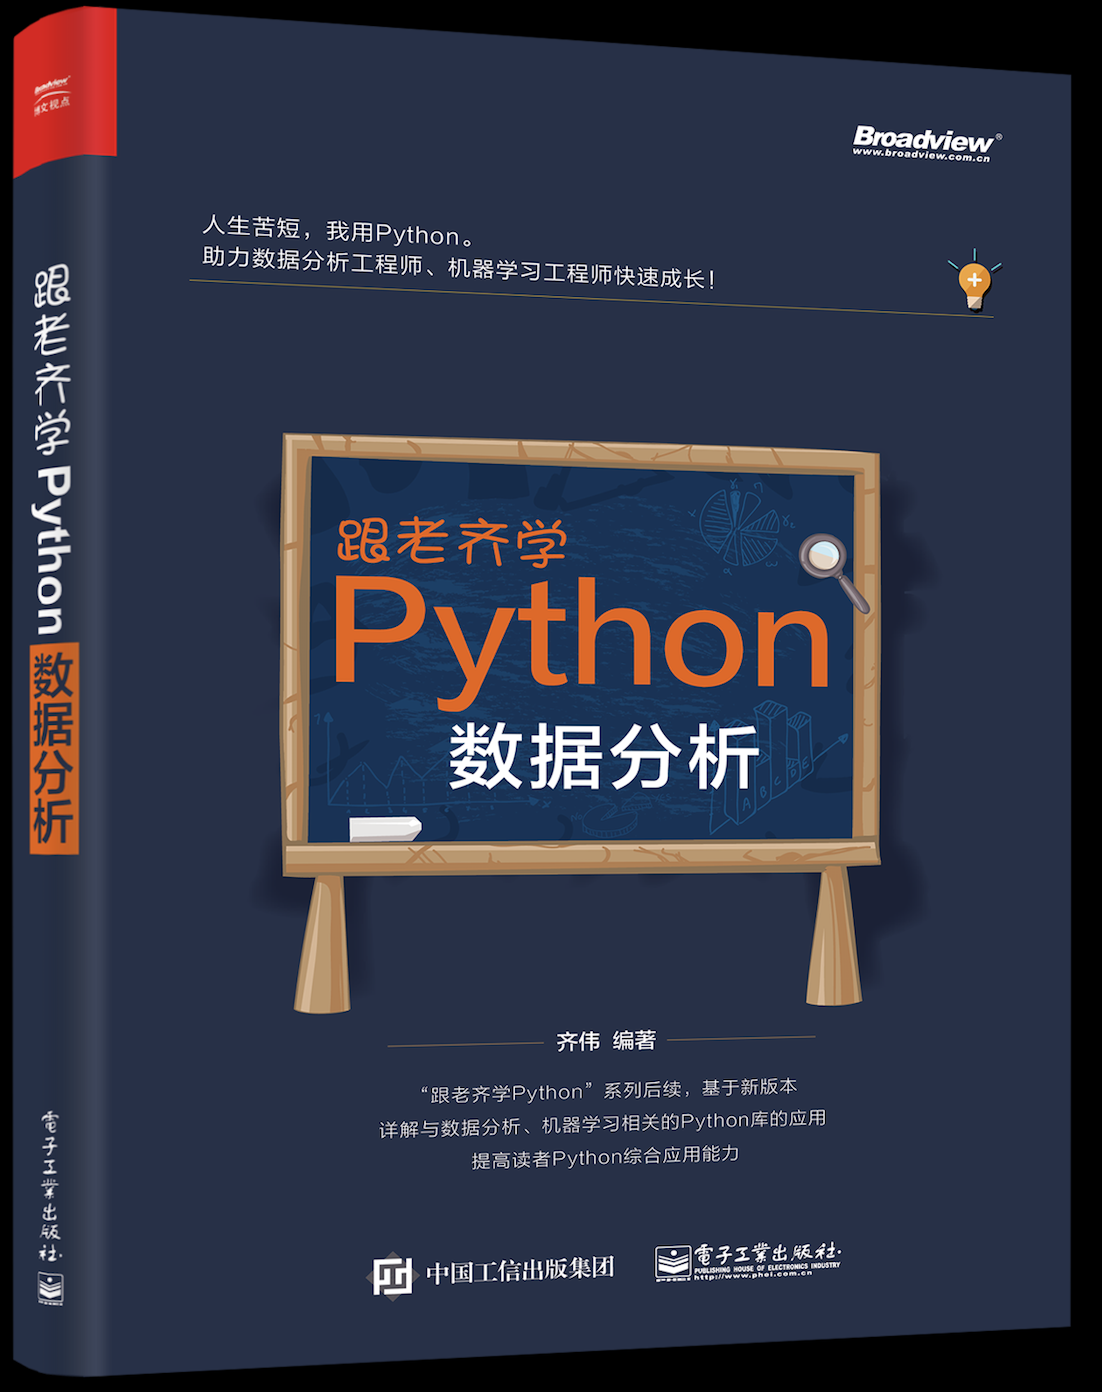 Broadview
博文视点
跟老齐学Python数据分析
電子工業出版社.
Broadview®
www.broadview.com.cn
人生苦短，我用Python。
助力数据分析工程师、机器学习工程师快速成长！
跟老齐学
Python
数据分析
齐伟 编著
“跟老齐学Python”系列后续，基于新版本
详解与数据分析、机器学习相关的Python库的应用
提高读者Python综合应用能力
中国工信出版集团
電子工業出版社.
PUBLISHING HOUSE OF ELECTRONICS INDUSTRY
http://www.phei.com.cn